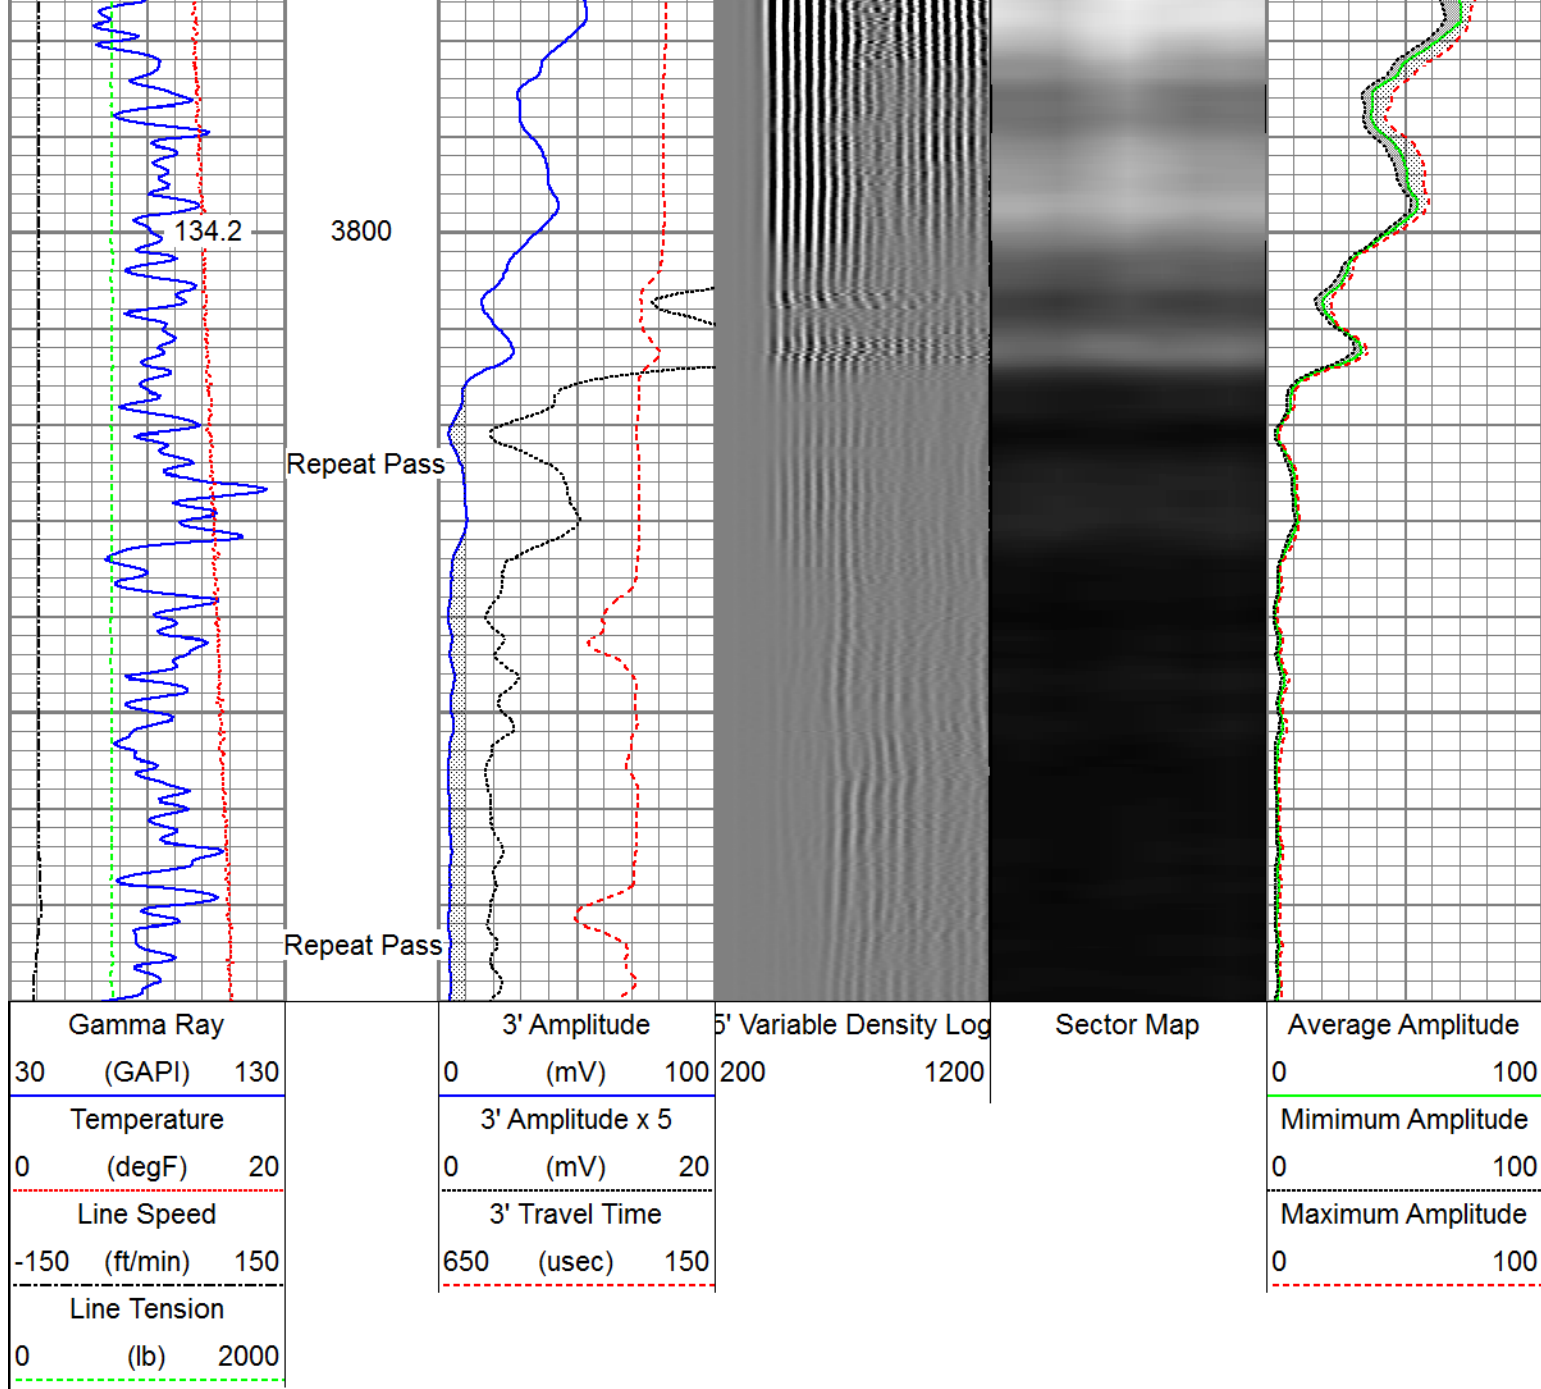 134.2
3800
Repeat Pass
Repeat Pass
Gamma Ray
30 (GAPI) 130
Temperature
0 (degF) 20
Line Speed
-150 (ft/min) 150
Line Tension
0 (lb) 2000
3' Amplitude
0 (mV) 100
3' Amplitude x 5
0 (mV) 20
3' Travel Time
650 (usec) 150
5' Variable Density Log
200 1200
Sector Map
Average Amplitude
0 100
Mimimum Amplitude
0 100
Maximum Amplitude
0 100